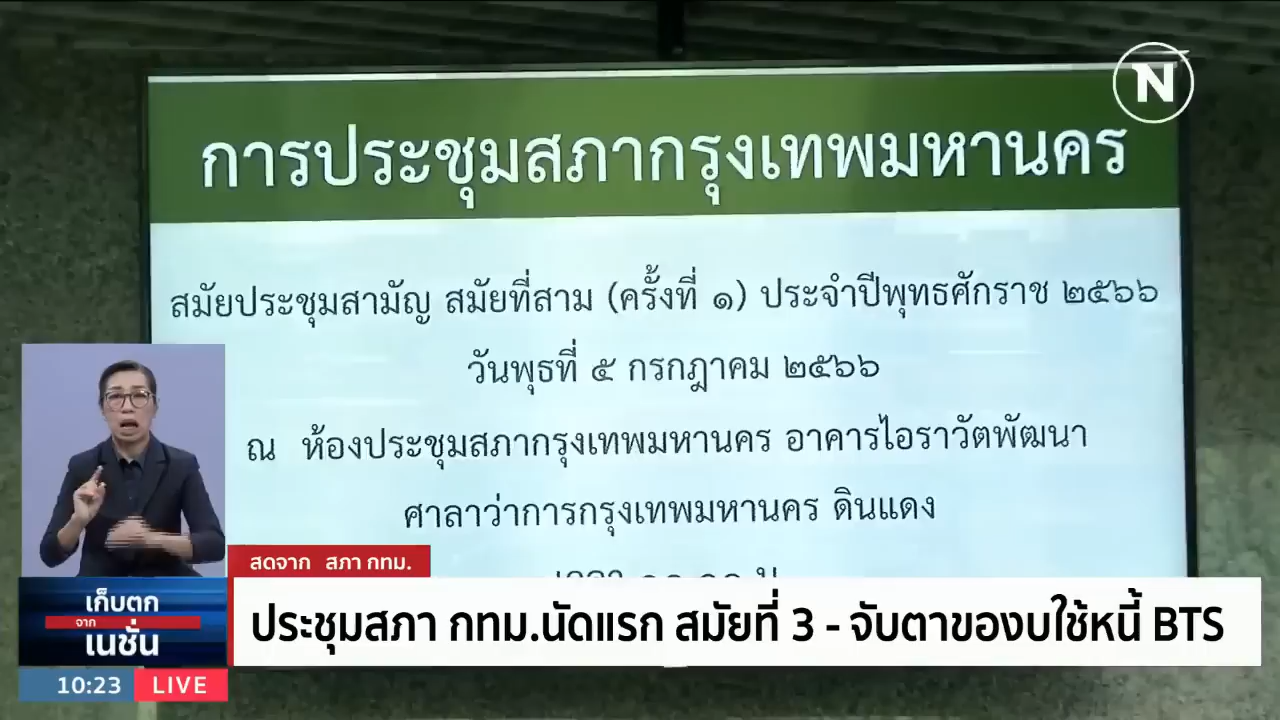 การประชุมสภากรุงเทพมหานคร
สมัยประชุมสามัญ สมัยที่สาม (ครั้งที่ ๑) ประจำปีพุทธศักราช ๒๕๖๖
วันพุธที่ ๕ กรกฎาคม ๒๕๖๖
ณ ห้องประชุมสภากรุงเทพมหานคร อาคารไอราวัตพัฒนา
ศาลาว่าการกรุงเทพมหานคร ดินแดง
สดจาก สภา กทม.
ประชุมสภา กทม.นัดแรก สมัยที่ 3 - จับตาของบใช้หนี้ BTS
เก็บตก
จาก
เนชั่น
10:23 LIVE
N